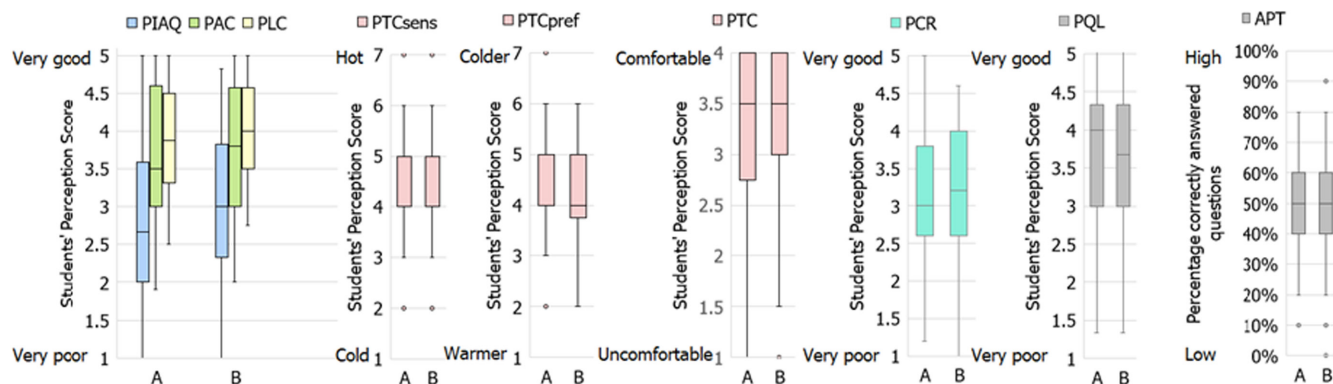 PIAQ PAC PLC
Very good
Students' Perception Score
Very poor
5
4.5
4
3.5
3
2.5
2
1.5
1
A B
PTCsens
Hot
Students' Perception Score
Cold
7
6
5
4
3
2
1
A B
PTCpref
Colder
Students' Perception Score
Warmer
7
6
5
4
3
2
1
A B
PTC
Comfortable
Students' Perception Score
Uncomfortable
4
3.5
3
2.5
2
1.5
1
A B
PCR
Very good
Students' Perception Score
Very poor
5
4.5
4
3.5
3
2.5
2
1.5
1
A B
PQL
Very good
Students' Perception Score
Very poor
5
4.5
4
3.5
3
2.5
2
1.5
1
A B
APT
High
Percentage correctly answered
questions
Low
100%
90%
80%
70%
60%
50%
40%
30%
20%
10%
0%
A B